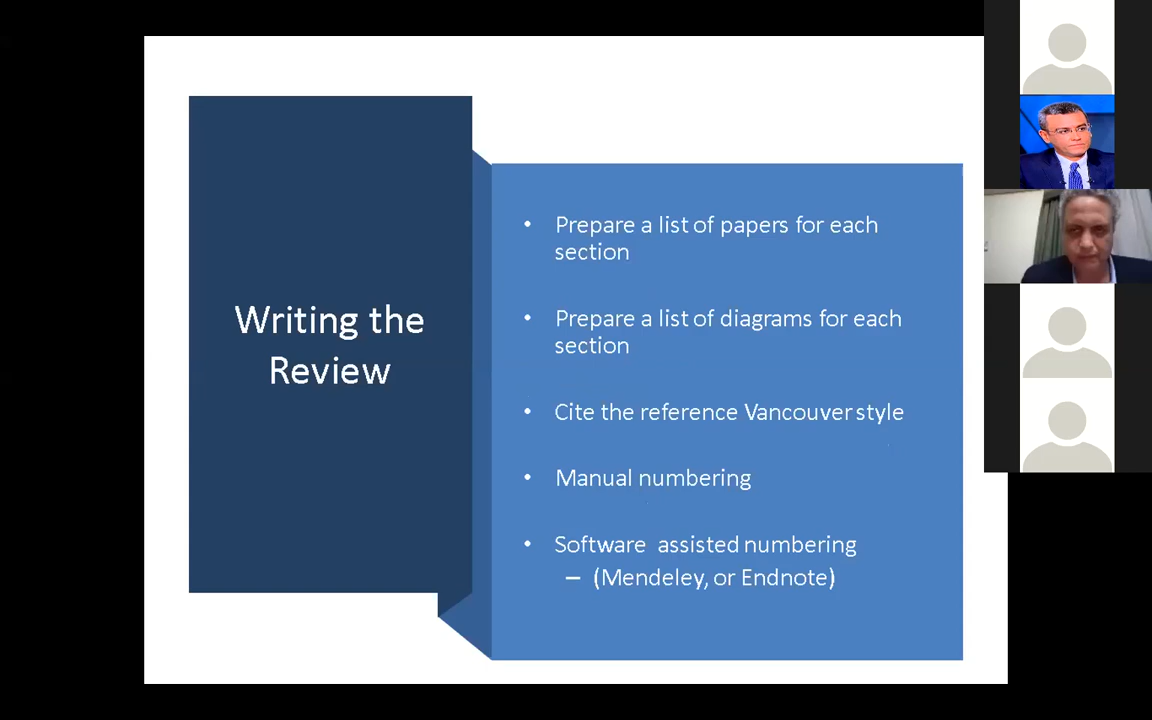 Writing the
Review
• Prepare a list of papers for each
section
• Prepare a list of diagrams for each
section
• Cite the reference Vancouver style
• Manual numbering
• Software assisted numbering
– (Mendeley, or Endnote)